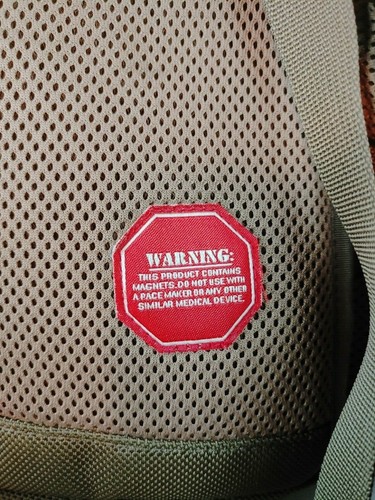 WARNING:
THIS PRODUCT CONTAINS
MAGNETS. DO NOT USE WITH
A PACE MAKER OR ANY OTHER
SIMILAR MEDICAL DEVICE.